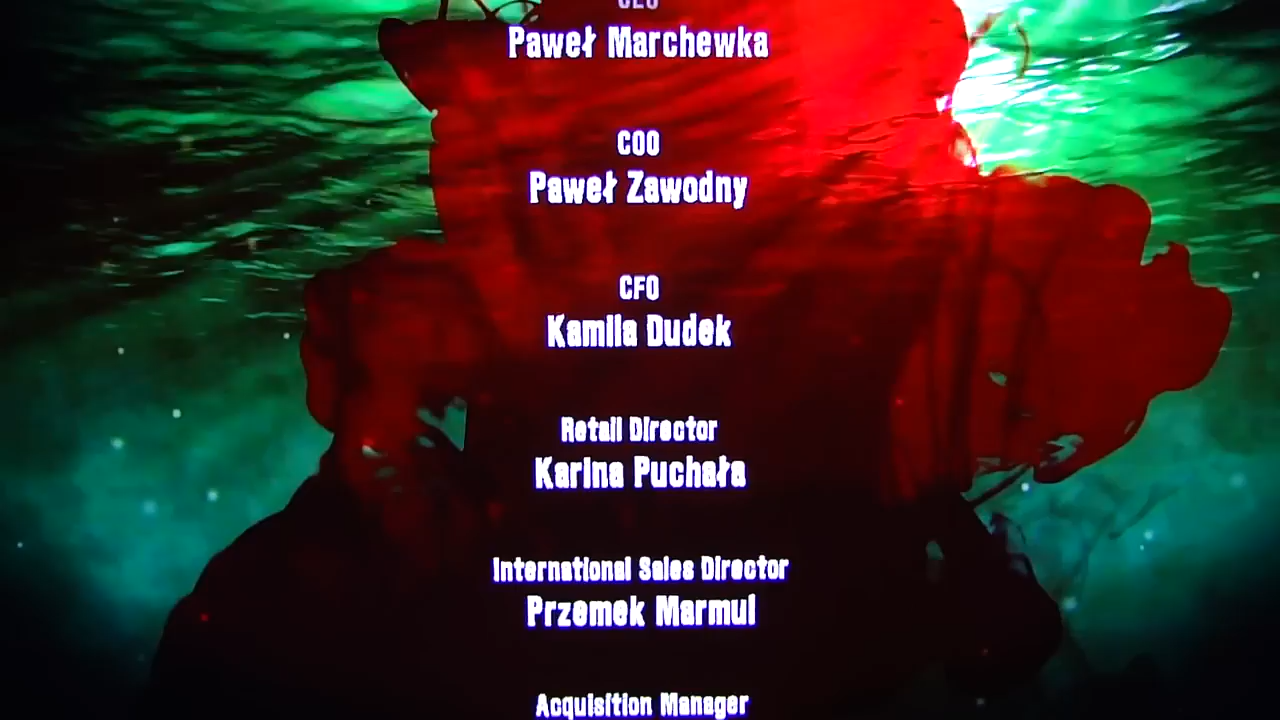 CEO
Paweł Marchewka
COO
Paweł Zawodny
CFO
Kamila Dudek
Retail Director
Karina Puchała
International Sales Director
Przemek Marmul
Acquisition Manager